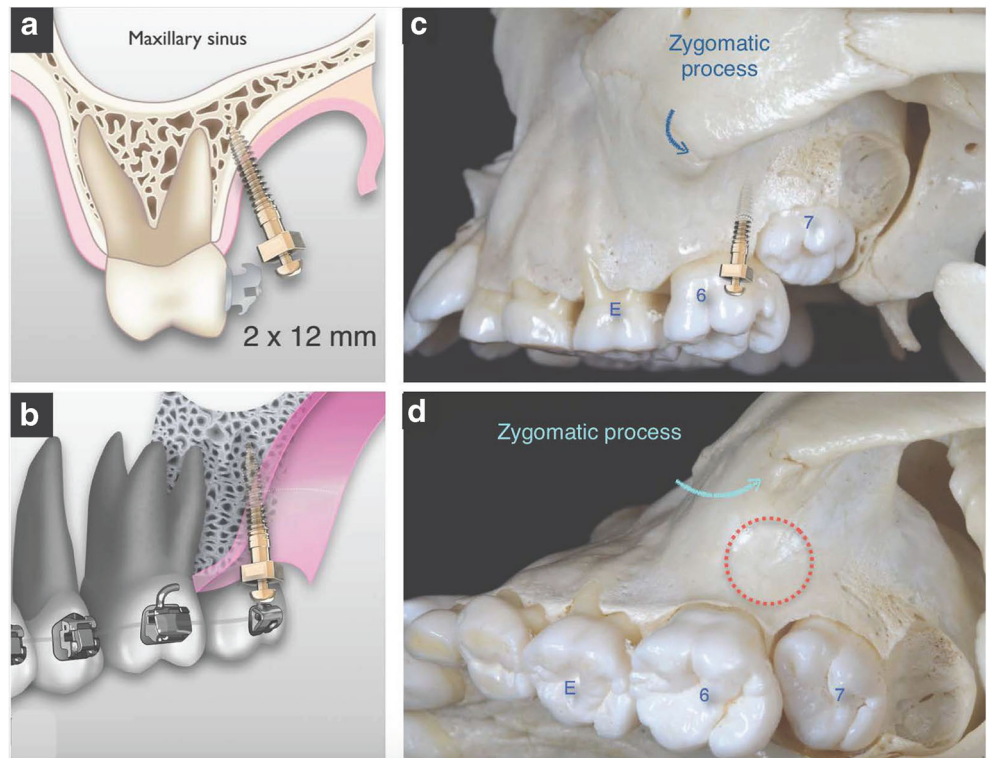 a
Maxillary sinus
2 x 12 mm
b
c
Zygomatic
process
7
6
E
d
Zygomatic process
E
6
7